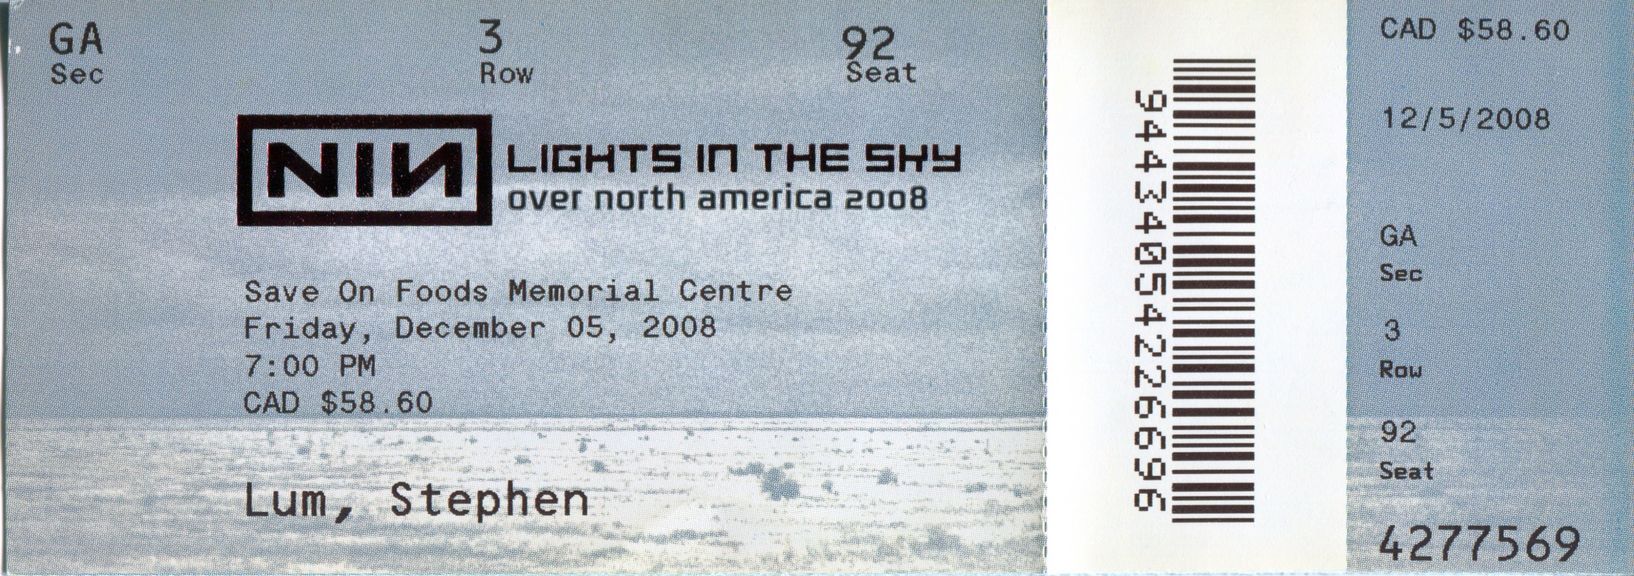 GA
Sec
3
Row
92
Seat
NIN
LIGHTS IN THE SKY
over north america 2008
Save On Foods Memorial Centre
Friday, December 05, 2008
7:00 PM
CAD $58.60
Lum, Stephen
944340542266969​6
CAD $58.60
12/5/2008
GA
Sec
3
Row
92
Seat
4277569